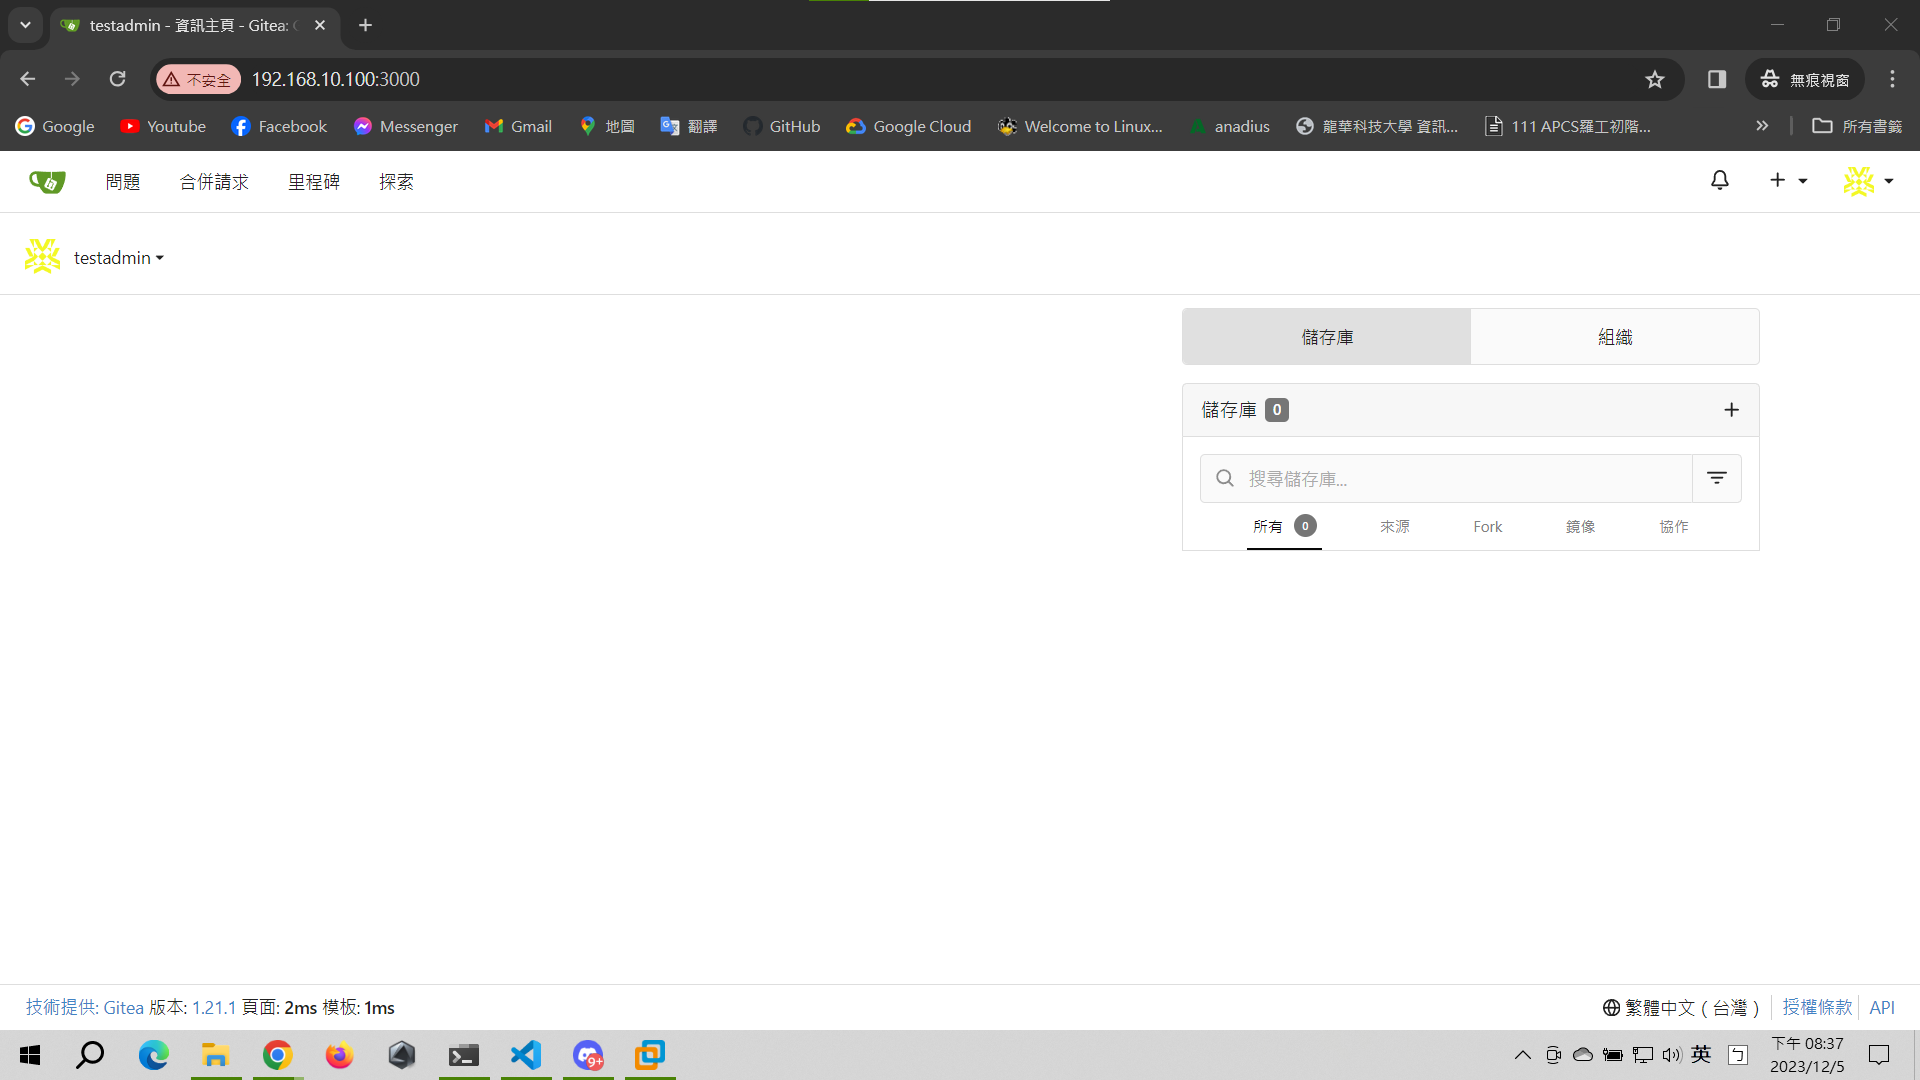 testadmin - 資訊主頁 - Gitea:
不安全
192.168.10.100:3000
無痕視窗
Google
Youtube
Facebook
Messenger
Gmail
地圖
翻譯
GitHub
Google Cloud
Welcome to Linux...
anadius
龍華科技大學 資訊...
111 APCS羅工初階...
所有書籤
問題
合併請求
里程碑
探索
testadmin
儲存庫
組織
儲存庫 0
搜尋儲存庫...
所有 0
來源
Fork
鏡像
協作
技術提供: Gitea 版本: 1.21.1 頁面: 2ms 模板: 1ms
繁體中文（台灣）
授權條款
API
9+
英
ㄅ
下午 08:37
2023/12/5